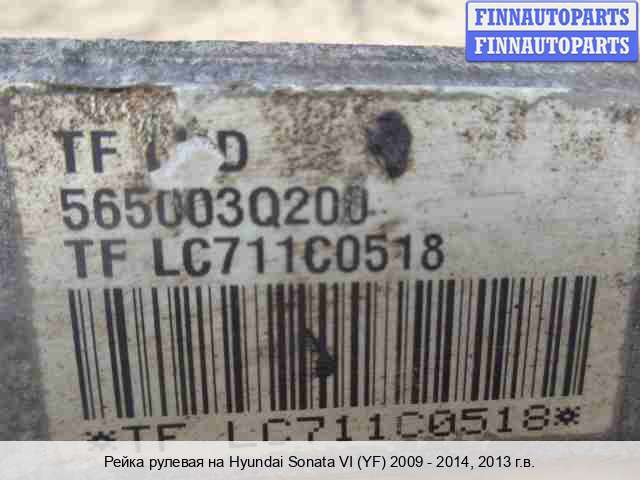 FINNAUTOPARTS
FINNAUTOPARTS
TF
565003Q200
TF LC711C0518
*TF LC711C0518*
Рейка рулевая на Hyundai Sonata VI (YF) 2009 - 2014, 2013 г.в.